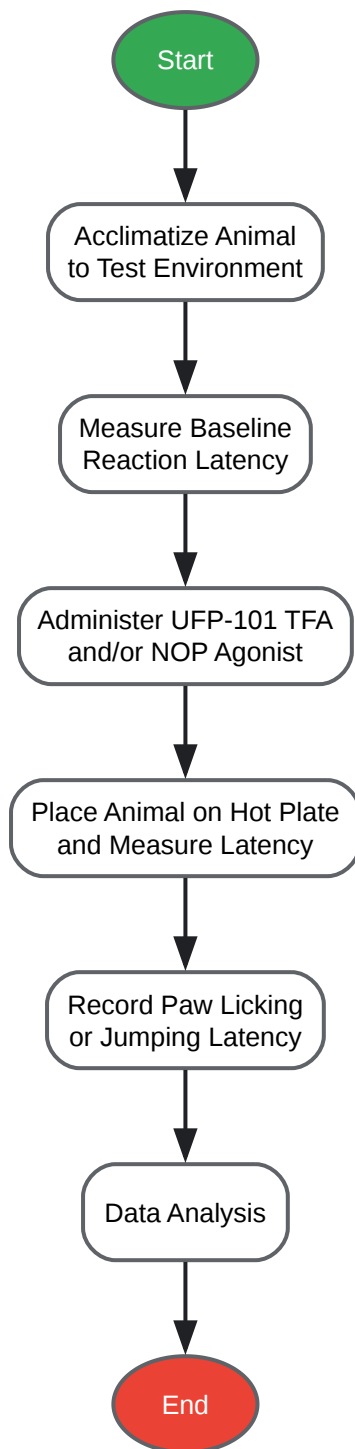 Start
Acclimatize Animal
to Test Environment
Measure Baseline
Reaction Latency
Administer UFP-101 TFA
and/or NOP Agonist
Place Animal on Hot Plate
and Measure Latency
Record Paw Licking
or Jumping Latency
Data Analysis
End